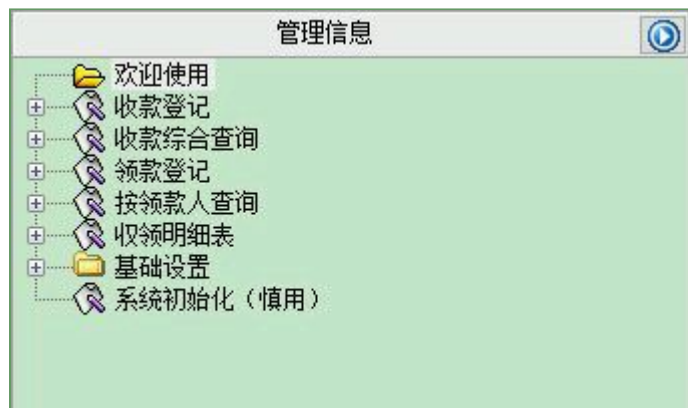 管理信息
欢迎使用
收款登记
收款综合查询
领款登记
按领款人查询
収领明细表
基础设置
系统初始化（慎用）